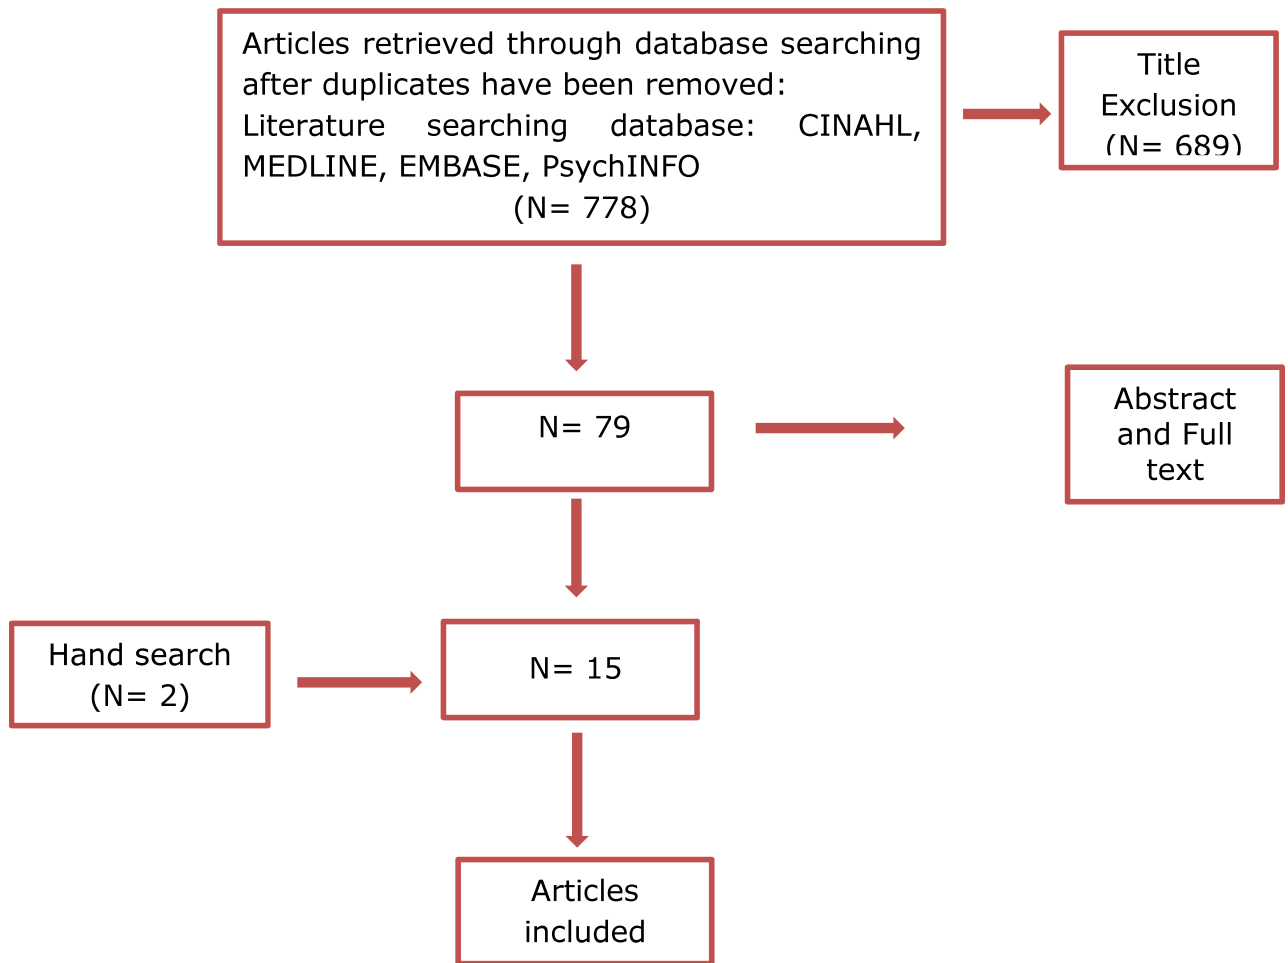 Articles retrieved through database searching
after duplicates have been removed:
Literature searching database: CINAHL,
MEDLINE, EMBASE, PsychINFO
(N= 778)
Title
Exclusion
(N= 689)
N= 79
Abstract
and Full
text
Hand search
(N= 2)
N= 15
Articles
included